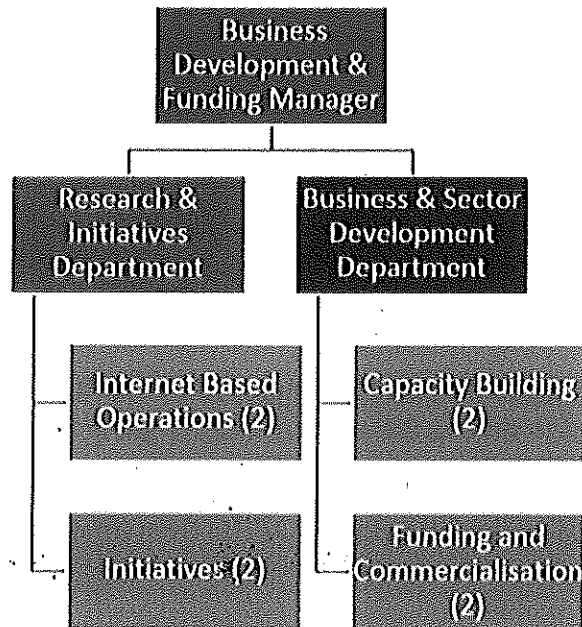 Business
Development &
Funding Manager
Research &
Initiatives
Department
Business & Sector
Development
Department
Internet Based
Operations (2)
Initiatives (2)
Capacity Building
(2)
Funding and
Commercialisation
(2)